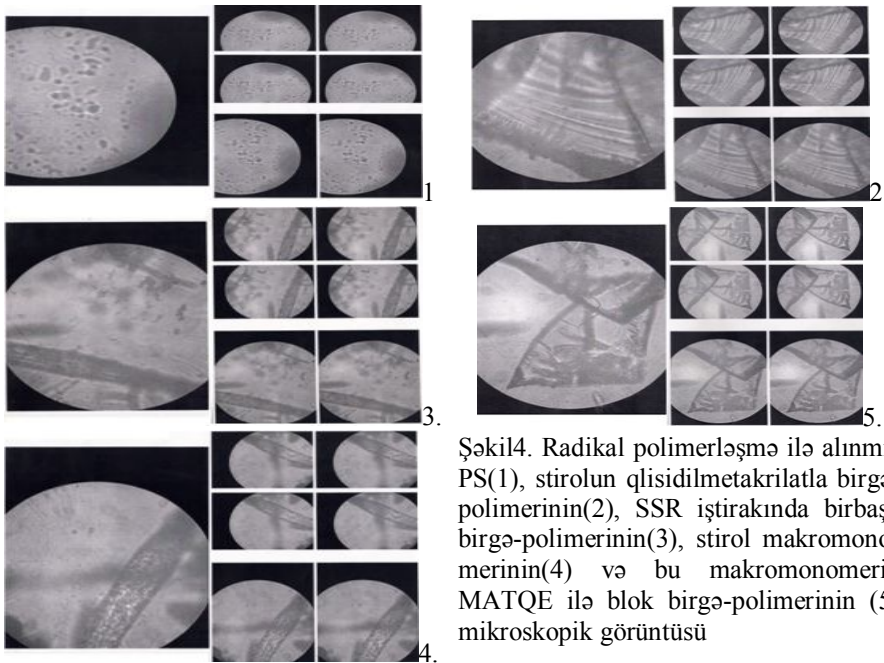 1
2
3.
5.
Şəkil4. Radikal polimerləşmə ilə alınmı
PS(1), stirolun qlisidilmetakrilatla birgə
polimerinin(2), SSR iştirakında birbaş
birgə-polimerinin(3), stirol makromono
merinin(4) və bu makromonomeri
MATQE ilə blok birgə-polimerinin (5
mikroskopik görüntüsü
4.